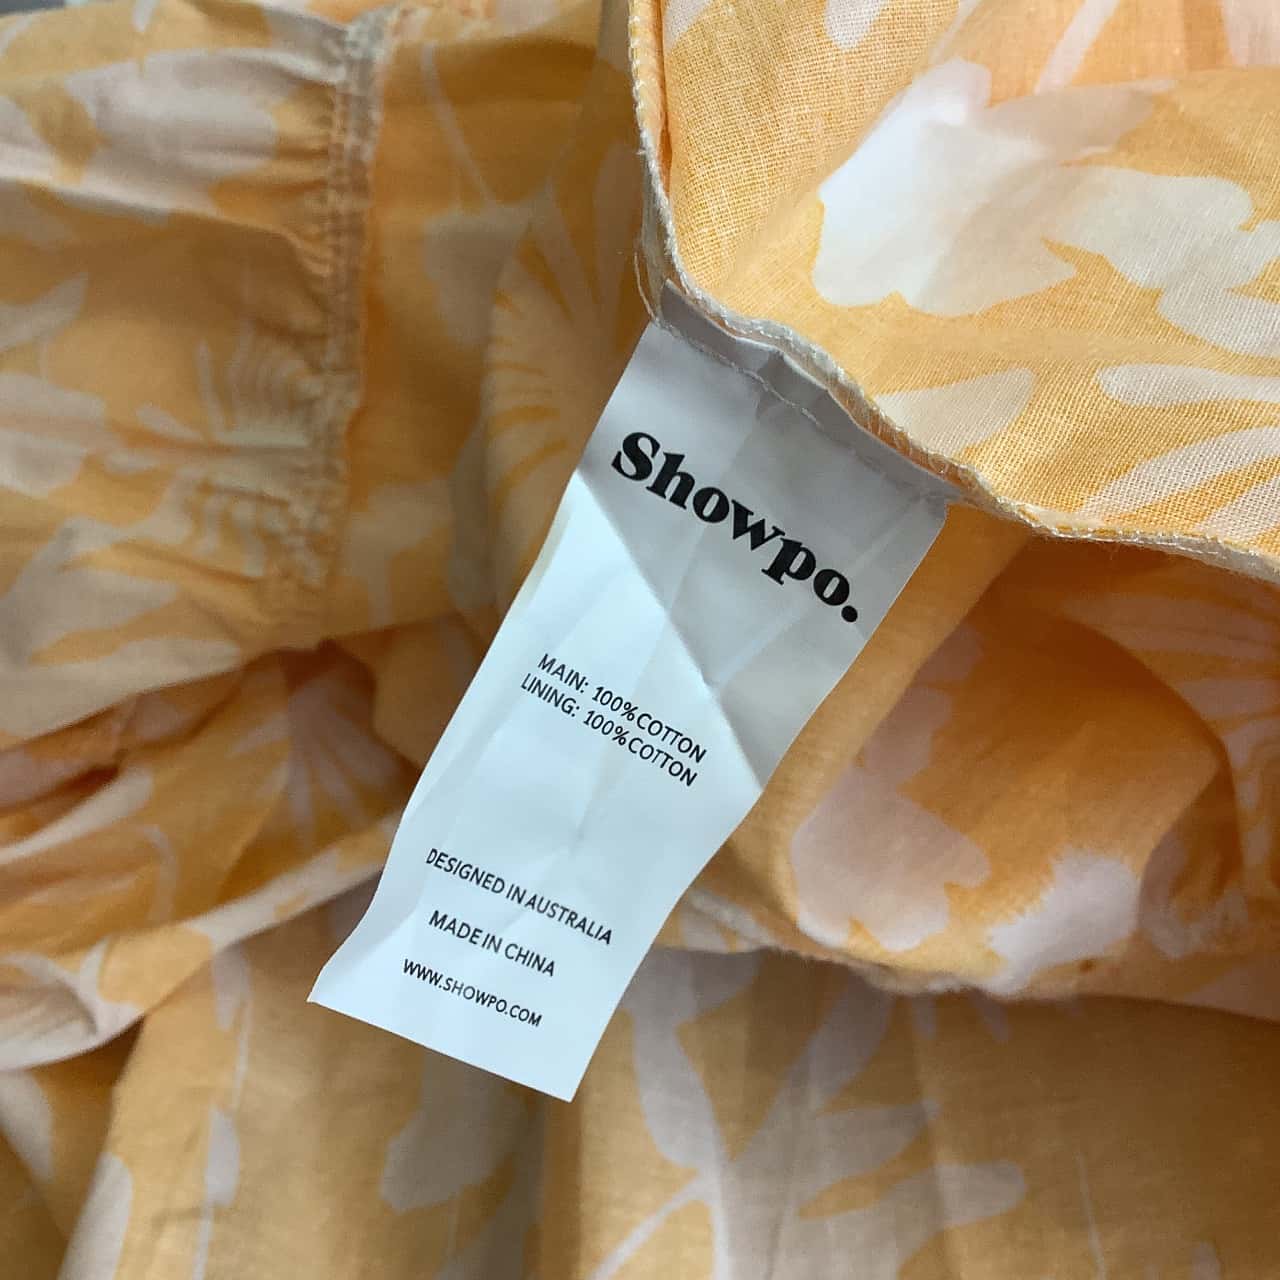 Showpo.
MAIN: 100%COTTON
LINING: 100%COTTON
DESIGNED IN AUSTRALIA
MADE IN CHINA
WWW.SHOWPO.COM